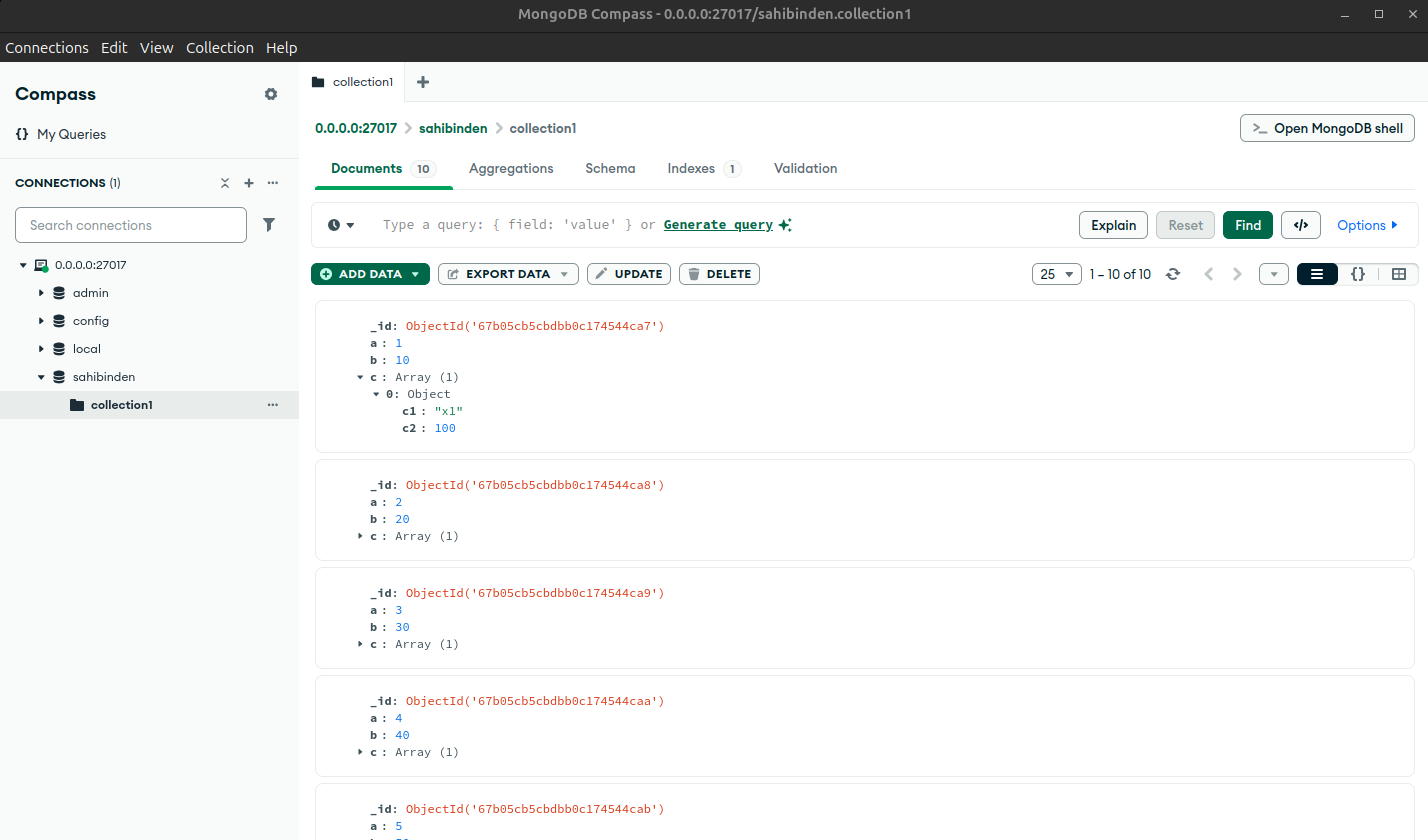 MongoDB Compass - 0.0.0.0:27017/sahibinden.collection1
Connections Edit View Collection Help
Compass
{} My Queries
CONNECTIONS (1)
Search connections
0.0.0.0:27017
admin
config
local
sahibinden
collection1
collection1
0.0.0.0:27017 > sahibinden > collection1
>_ Open MongoDB shell
Documents 10 Aggregations Schema Indexes 1 Validation
Type a query: { field: 'value' } or Generate query
Explain Reset Find </> Options
ADD DATA EXPORT DATA UPDATE DELETE
25 1 – 10 of 10 {}
_id: ObjectId('67b05cb5cbdbb0c174544ca7')
a : 1
b : 10
c : Array (1)
0: Object
c1 : "x1"
c2 : 100
_id: ObjectId('67b05cb5cbdbb0c174544ca8')
a : 2
b : 20
c : Array (1)
_id: ObjectId('67b05cb5cbdbb0c174544ca9')
a : 3
b : 30
c : Array (1)
_id: ObjectId('67b05cb5cbdbb0c174544caa')
a : 4
b : 40
c : Array (1)
_id: ObjectId('67b05cb5cbdbb0c174544cab')
a : 5